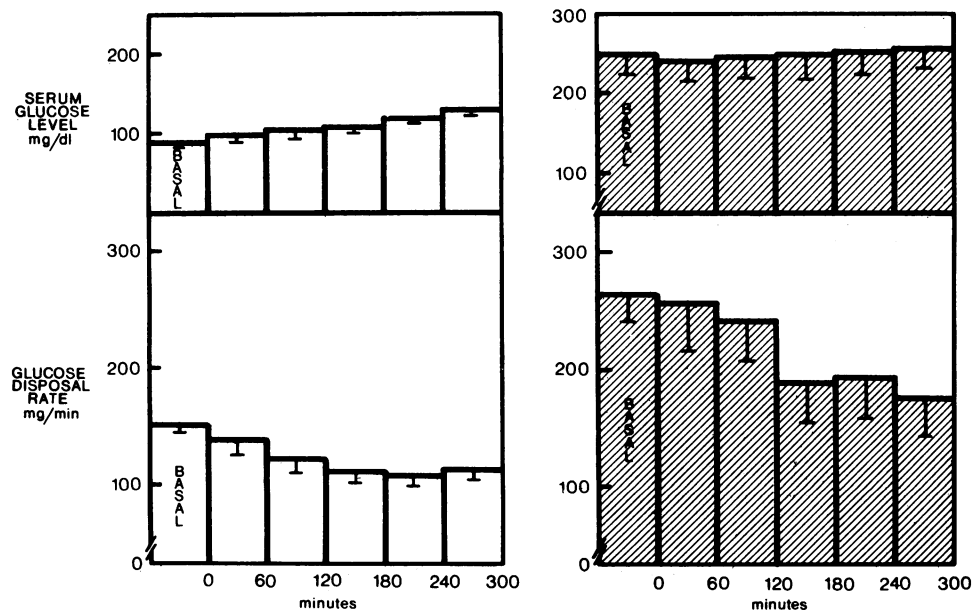 200
100
SERUM
GLUCOSE
LEVEL
mg/dl
BASAL
300
200
100
BASAL
300
200
100
0
GLUCOSE
DISPOSAL
RATE
mg/min
BASAL
0 60 120 180 240 300
minutes
300
200
100
0
BASAL
0 60 120 180 240 300
minutes